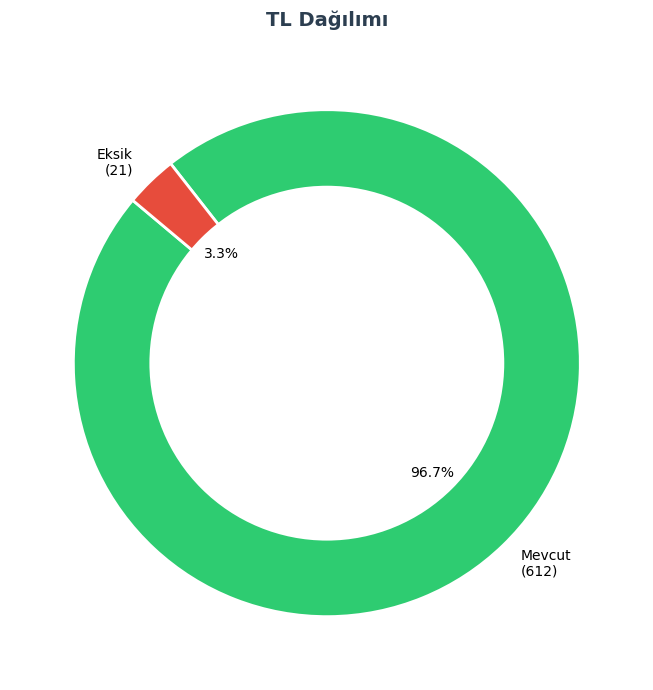 TL Dağılımı
Eksik
(21)
3.3%
96.7%
Mevcut
(612)